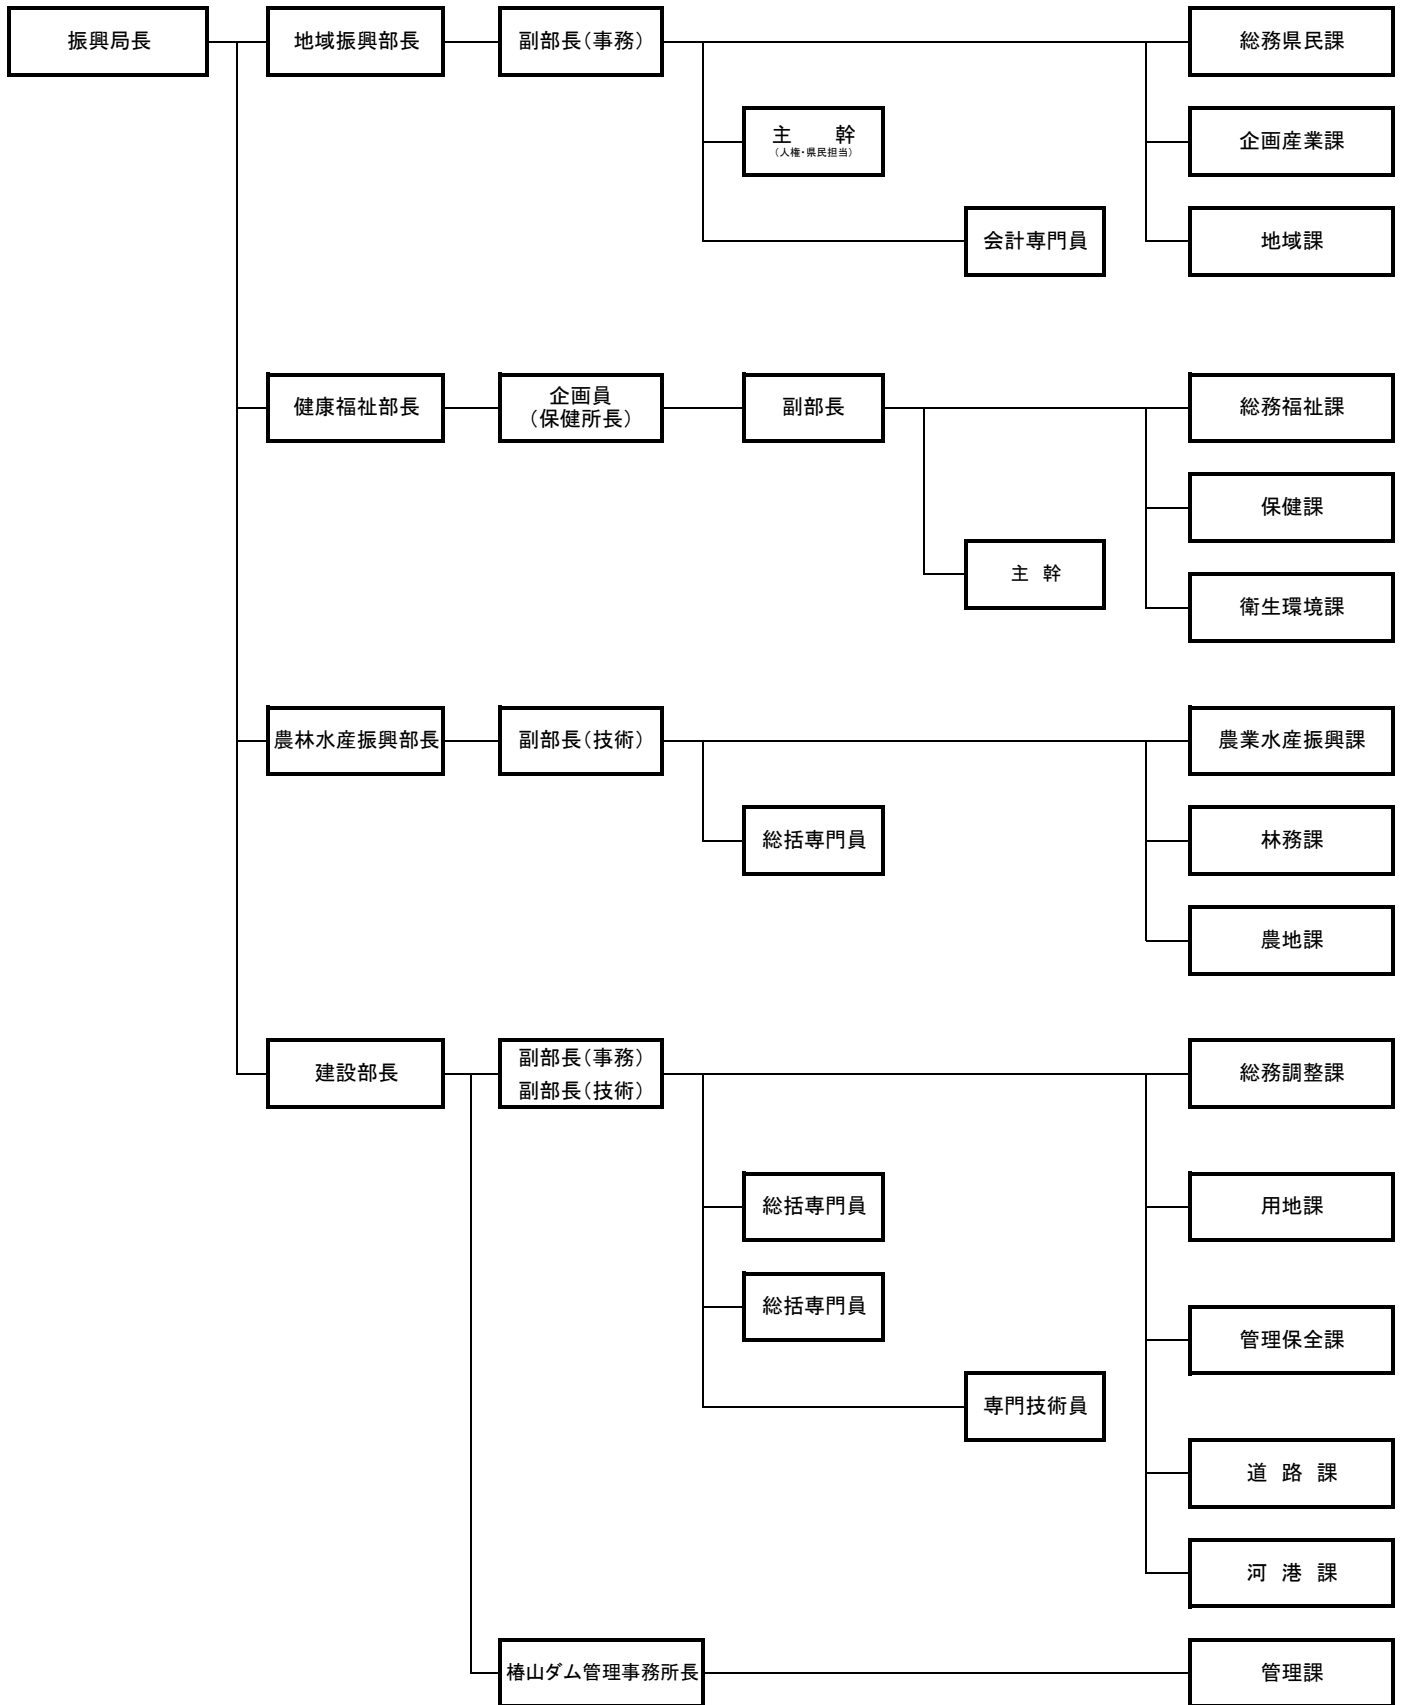 振興局長
地域振興部長
副部長（事務）
総務県民課
主　　幹
（人権・県民担当）
企画産業課
会計専門員
地域課
健康福祉部長
企画員
（保健所長）
副部長
総務福祉課
保健課
主　幹
衛生環境課
農林水産振興部長
副部長（技術）
農業水産振興課
総括専門員
林務課
農地課
建設部長
副部長（事務）
副部長（技術）
総務調整課
総括専門員
用地課
総括専門員
管理保全課
専門技術員
道　路　課
河　港　課
椿山ダム管理事務所長
管理課